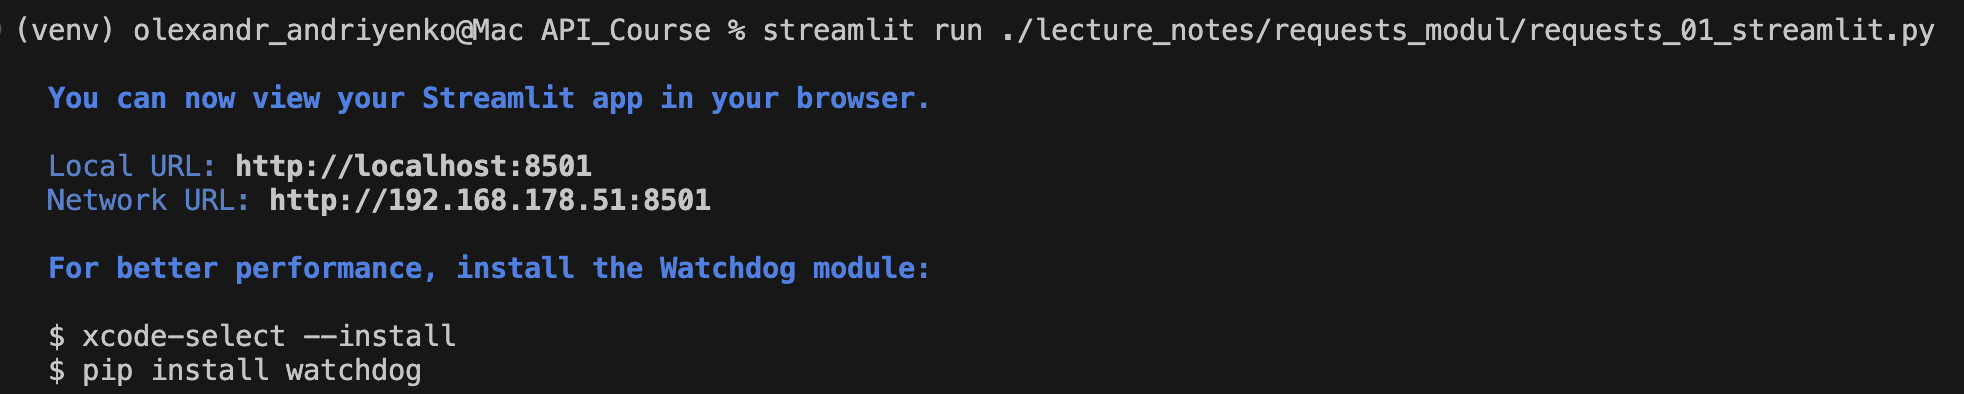 (venv) olexandr_andriyenko@Mac API_Course % streamlit run ./lecture_notes/requests_modul/requests_01_streamlit.py
You can now view your Streamlit app in your browser.
Local URL: http://localhost:8501
Network URL: http://192.168.178.51:8501
For better performance, install the Watchdog module:
$ xcode-select --install
$ pip install watchdog